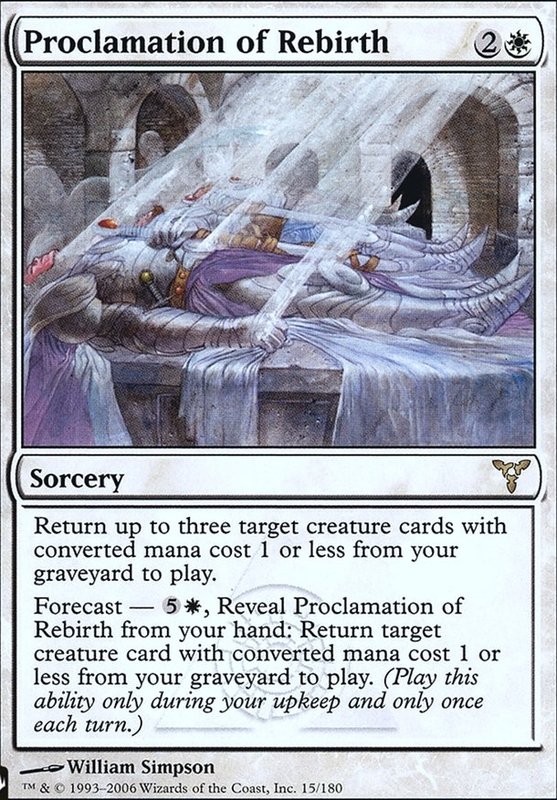 Proclamation of Rebirth 2
Sorcery
Return up to three target creature cards with
converted mana cost 1 or less from your
graveyard to play.
Forecast — 5, Reveal Proclamation of
Rebirth from your hand: Return target
creature card with converted mana cost 1 or
less from your graveyard to play. (Play this
ability only during your upkeep and only once
each turn.)
William Simpson
™ & © 1993–2006 Wizards of the Coast, Inc. 15/180